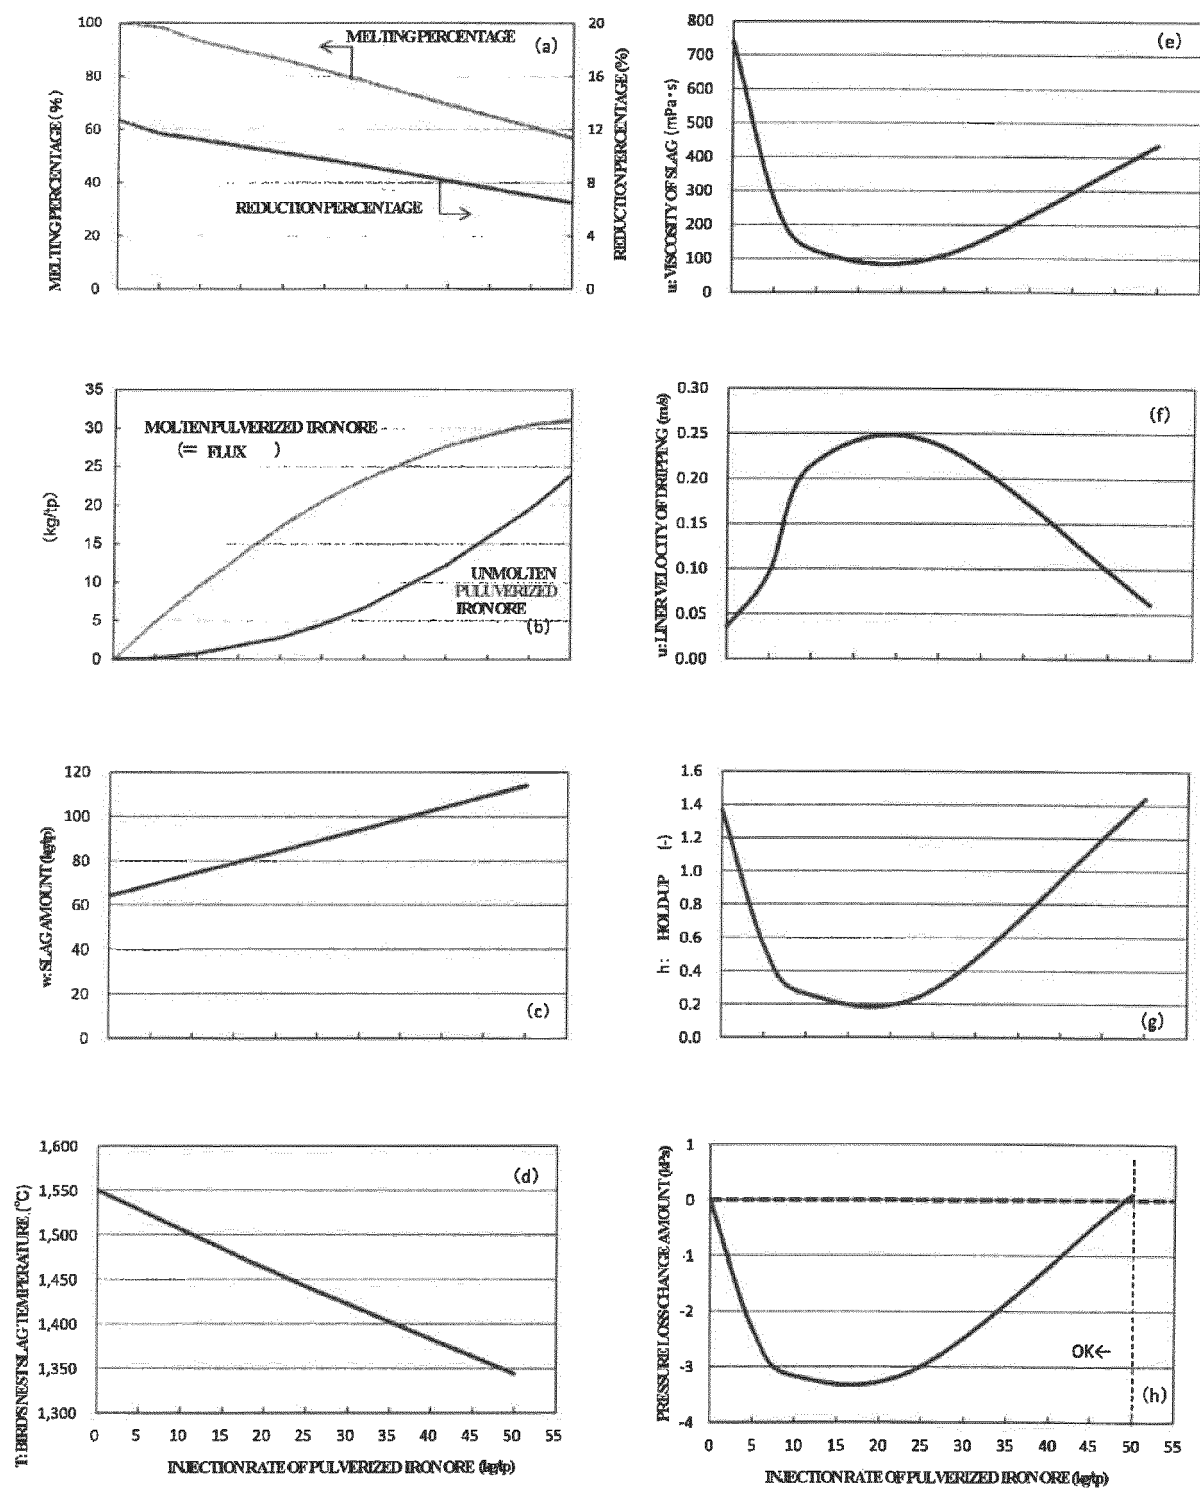 100
80
60
40
20
0
MELTING PERCENTAGE (%)
MELTING PERCENTAGE
(a)
REDUCTION PERCENTAGE
20
16
12
8
4
0
REDUCTION PERCENTAGE (%)
35
30
25
20
15
10
5
0
(kg/tp)
MOLTEN PULVERIZED IRON ORE
(= FLUX )
UNMOLTEN
PULUVERIZED
IRON ORE
(b)
120
100
80
60
40
20
0
w: SLAG AMOUNT (kg/tp)
(c)
1,600
1,550
1,500
1,450
1,400
1,350
1,300
T: BIRD'S NEST SLAG TEMPERATURE (°C)
(d)
0 5 10 15 20 25 30 35 40 45 50 55
INJECTION RATE OF PULVERIZED IRON ORE (kg/tp)
800
700
600
500
400
300
200
100
0
u: VISCOSITY OF SLAG (mPa·s)
(e)
0.30
0.25
0.20
0.15
0.10
0.05
0.00
u: LINER VELOCITY OF DRIPPING (m/s)
(f)
1.6
1.4
1.2
1.0
0.8
0.6
0.4
0.2
0.0
h: HOLD-UP (-)
(g)
1
0
-1
-2
-3
-4
PRESSURE LOSS CHANGE AMOUNT (kPs)
OK←
(h)
0 5 10 15 20 25 30 35 40 45 50 55
INJECTION RATE OF PULVERIZED IRON ORE (kg/tp)